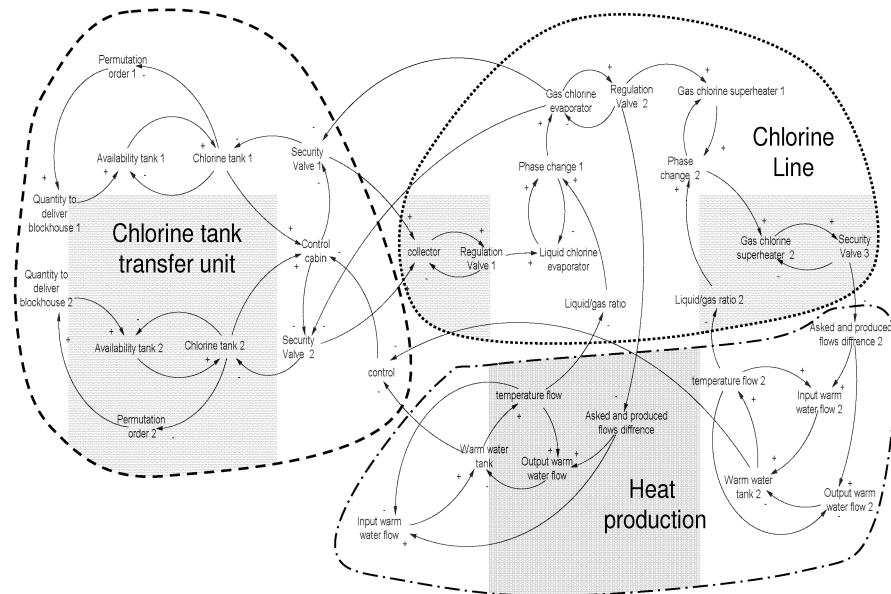 Permutation
order 1
Availability tank 1
Chlorine tank 1
Security
Valve 1
Quantity to
deliver
blockhouse 1
Chlorine tank
transfer unit
Control
cabin
Quantity to
deliver
blockhouse 2
Availability tank 2
Chlorine tank 2
Security
Valve 2
Permutation
order 2
control
Gas chlorine
evaporator
Regulation
Valve 2
Gas chlorine superheater 1
Chlorine
Line
Phase change 1
Phase
change 2
collector
Regulation
Valve 1
Liquid chlorine
evaporator
Gas chlorine
superheater 2
Security
Valve 3
Liquid/gas ratio
Liquid/gas ratio 2
Asked and produced
flows diffrence 2
temperature flow
Asked and produced
flows diffrence
temperature flow 2
Input warm
water flow 2
Warm water
tank
Output warm
water flow
Warm water
tank 2
Output warm
water flow 2
Heat
production
Input warm
water flow